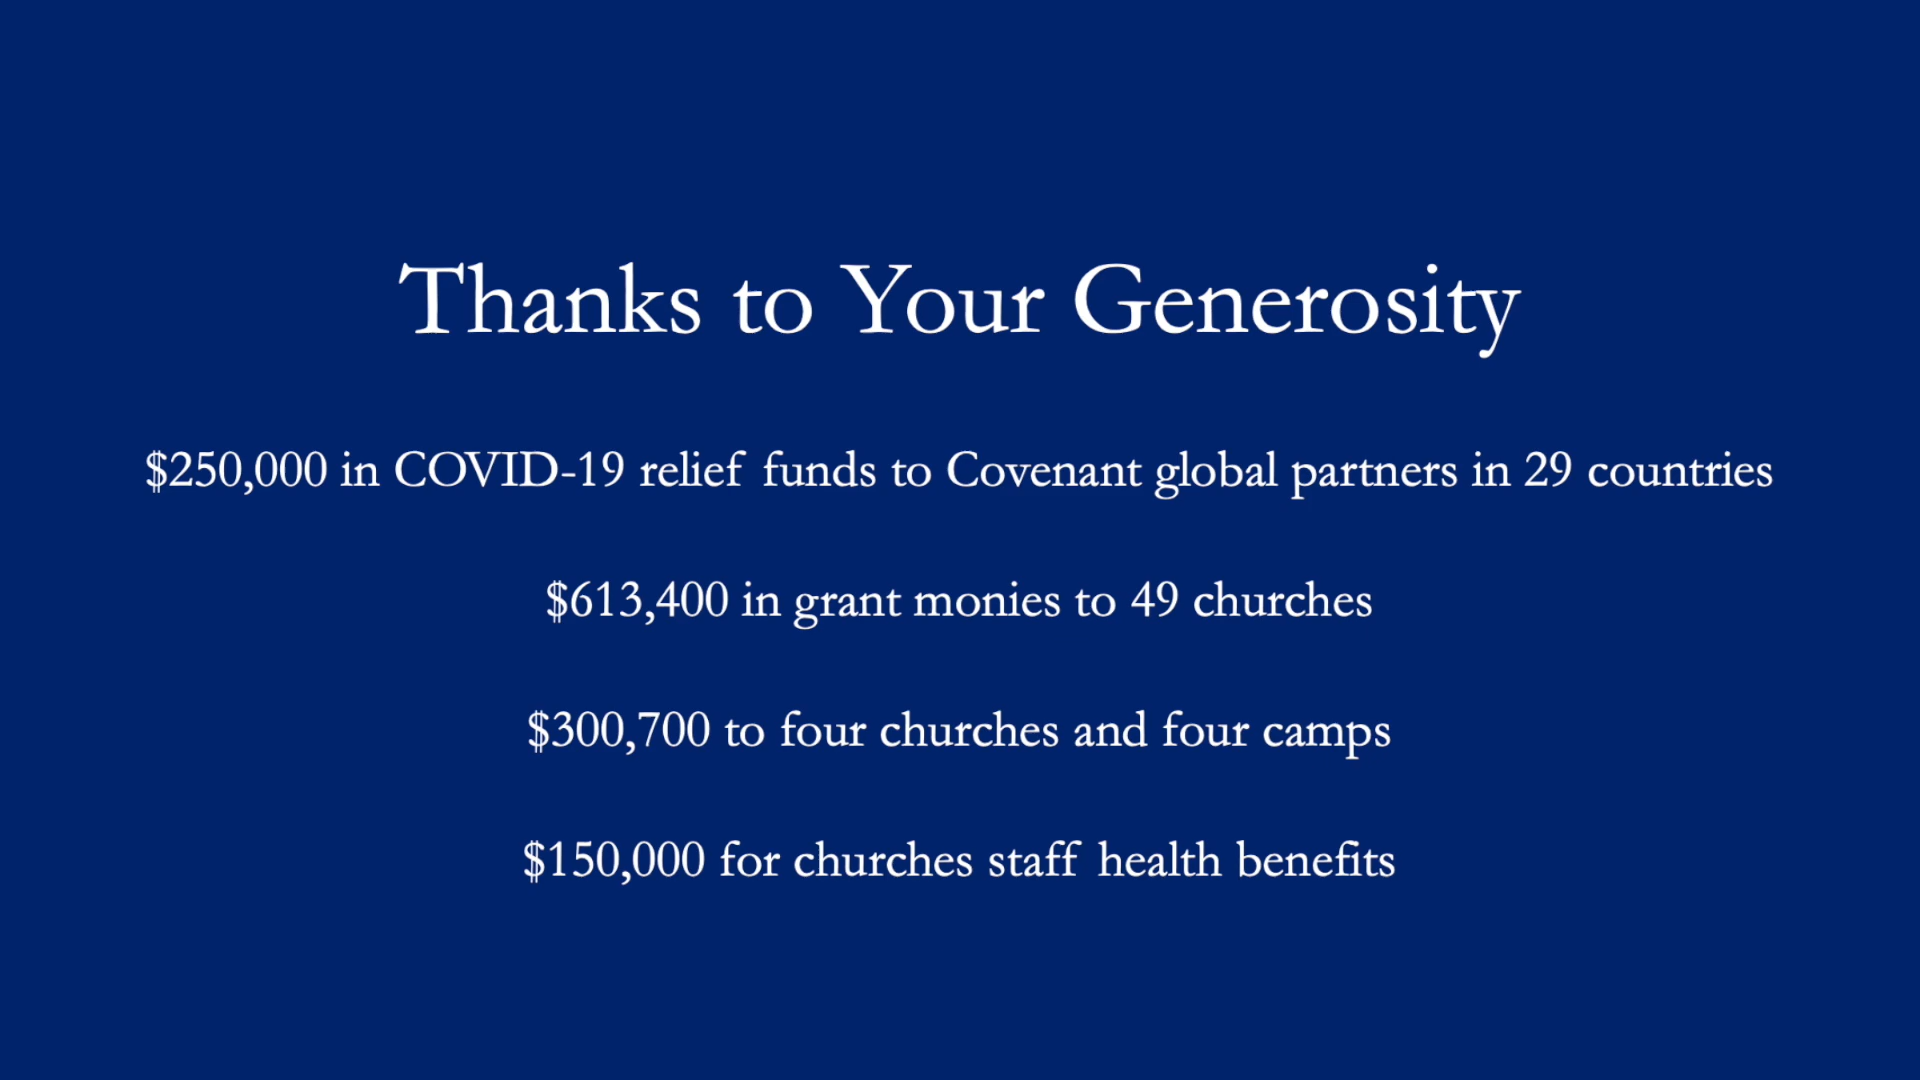 Thanks to Your Generosity
$250,000 in COVID-19 relief funds to Covenant global partners in 29 countries
$613,400 in grant monies to 49 churches
$300,700 to four churches and four camps
$150,000 for churches staff health benefits